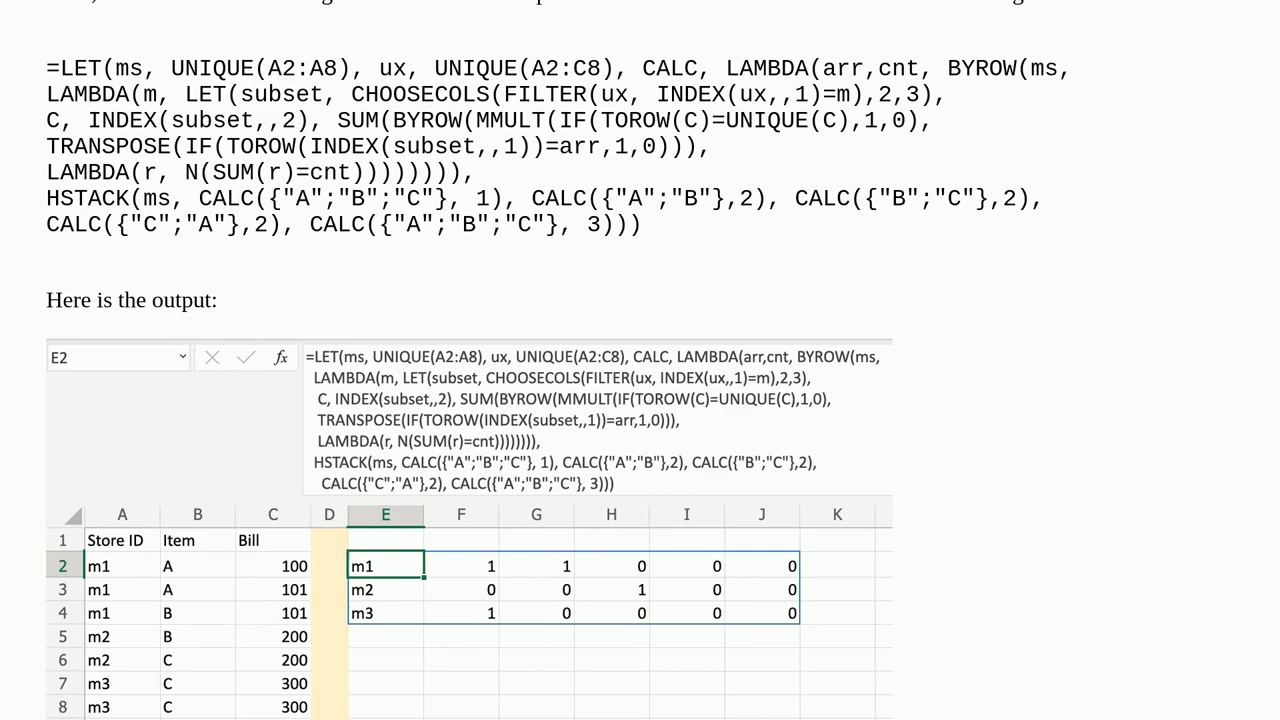 =LET(ms, UNIQUE(A2:A8), ux, UNIQUE(A2:C8), CALC, LAMBDA(arr,cnt, BYROW(ms,
LAMBDA(m, LET(subset, CHOOSECOLS(FILTER(ux, INDEX(ux,,1)=m),2,3),
C, INDEX(subset,,2), SUM(BYROW(MMULT(IF(TOROW(C)=UNIQUE(C),1,0),
TRANSPOSE(IF(TOROW(INDEX(subset,,1))=arr,1,0))),
LAMBDA(r, N(SUM(r)=cnt)))))))),
HSTACK(ms, CALC({"A";"B";"C"}, 1), CALC({"A";"B"},2), CALC({"B";"C"},2),
CALC({"C";"A"},2), CALC({"A";"B";"C"}, 3)))
Here is the output:
E2 fx =LET(ms, UNIQUE(A2:A8), ux, UNIQUE(A2:C8), CALC, LAMBDA(arr,cnt, BYROW(ms,
LAMBDA(m, LET(subset, CHOOSECOLS(FILTER(ux, INDEX(ux,,1)=m),2,3),
C, INDEX(subset,,2), SUM(BYROW(MMULT(IF(TOROW(C)=UNIQUE(C),1,0),
TRANSPOSE(IF(TOROW(INDEX(subset,,1))=arr,1,0))),
LAMBDA(r, N(SUM(r)=cnt)))))))),
HSTACK(ms, CALC({"A";"B";"C"}, 1), CALC({"A";"B"},2), CALC({"B";"C"},2),
CALC({"C";"A"},2), CALC({"A";"B";"C"}, 3)))
A B C D E F G H I J K
1 Store ID Item Bill
2 m1 A 100 m1 1 1 0 0 0
3 m1 A 101 m2 0 0 1 0 0
4 m1 B 101 m3 1 0 0 0 0
5 m2 B 200
6 m2 C 200
7 m3 C 300
8 m3 C 300